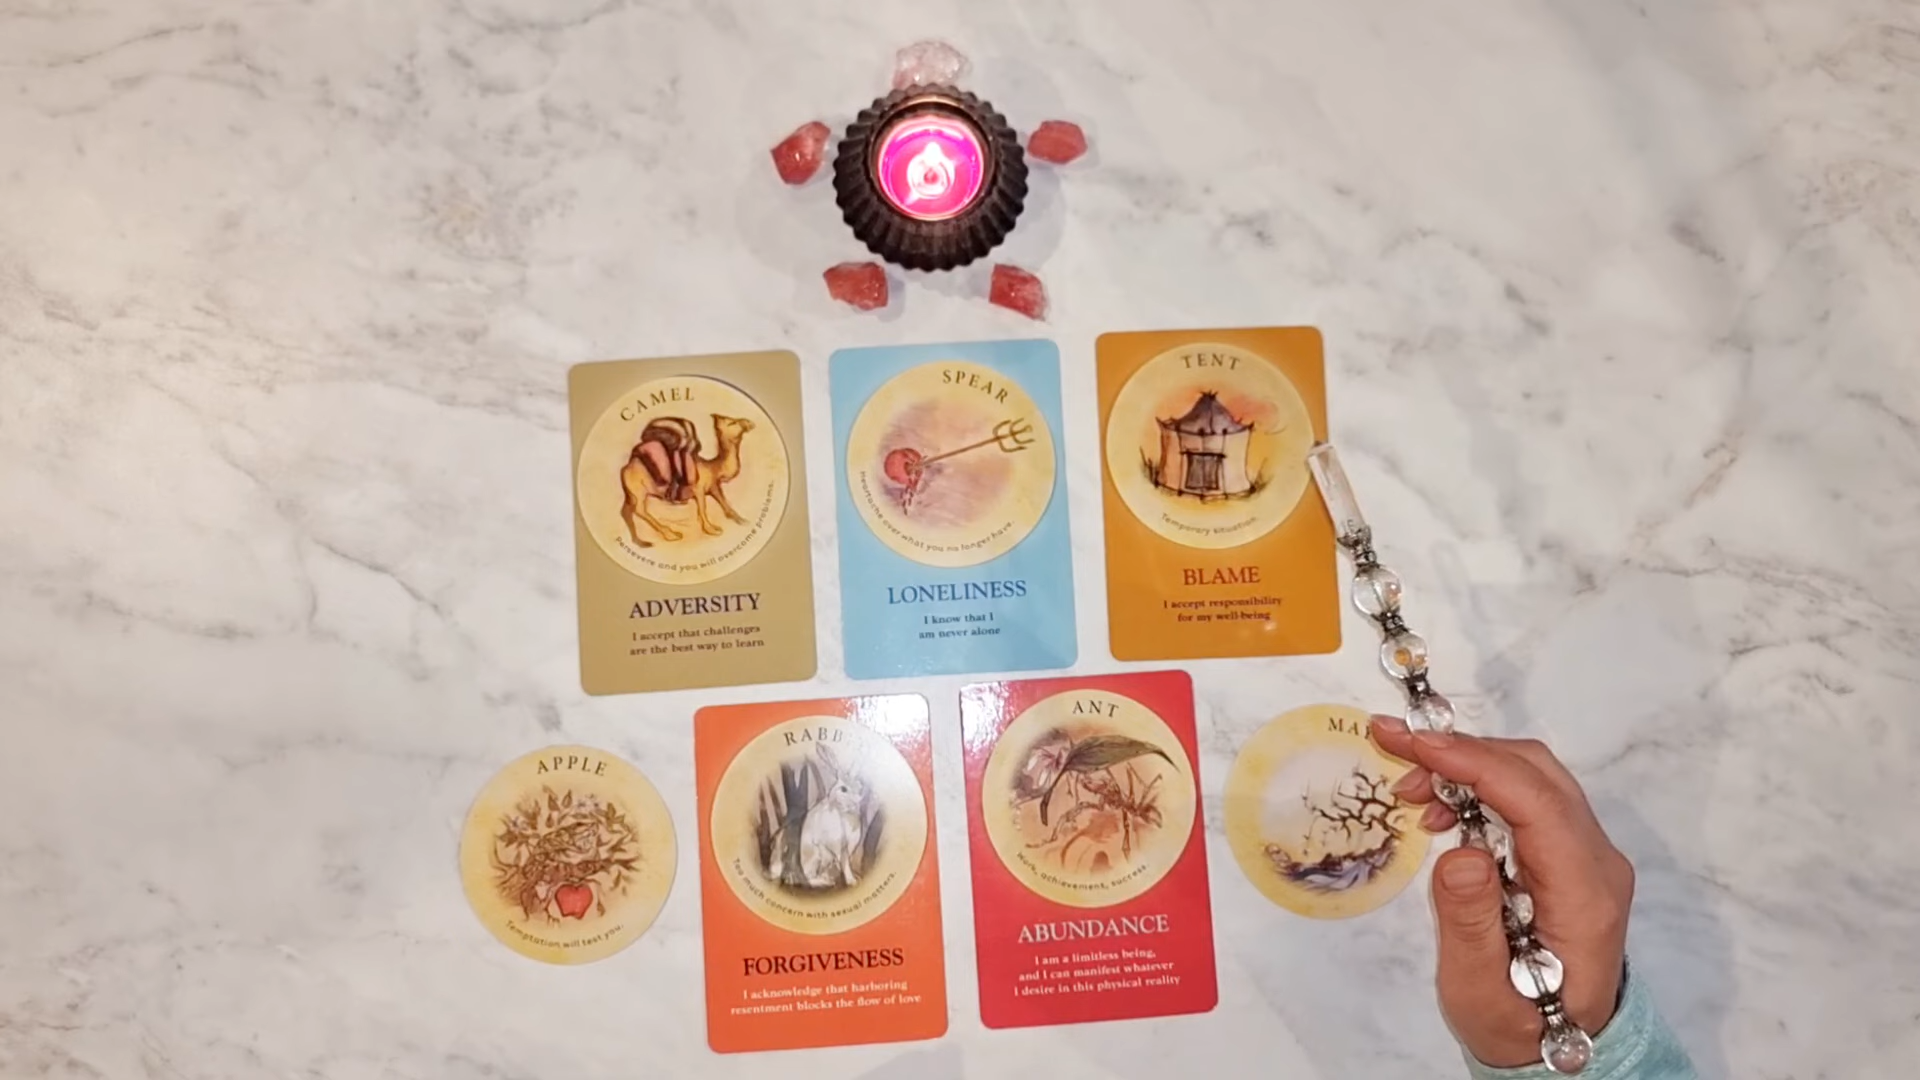 CAMEL
Persevere and you will overcome problems.
ADVERSITY
I accept that challenges
are the best way to learn
SPEAR
Heartache over what you no longer have.
LONELINESS
I know that I
am never alone
TENT
Temporary situation.
BLAME
I accept responsibility
for my well-being
APPLE
Temptation will test you.
RABB
Too much concern with sexual matters.
FORGIVENESS
I acknowledge that harboring
resentment blocks the flow of love
ANT
Work, achievement, success.
ABUNDANCE
I am a limitless being,
and I can manifest whatever
I desire in this physical reality